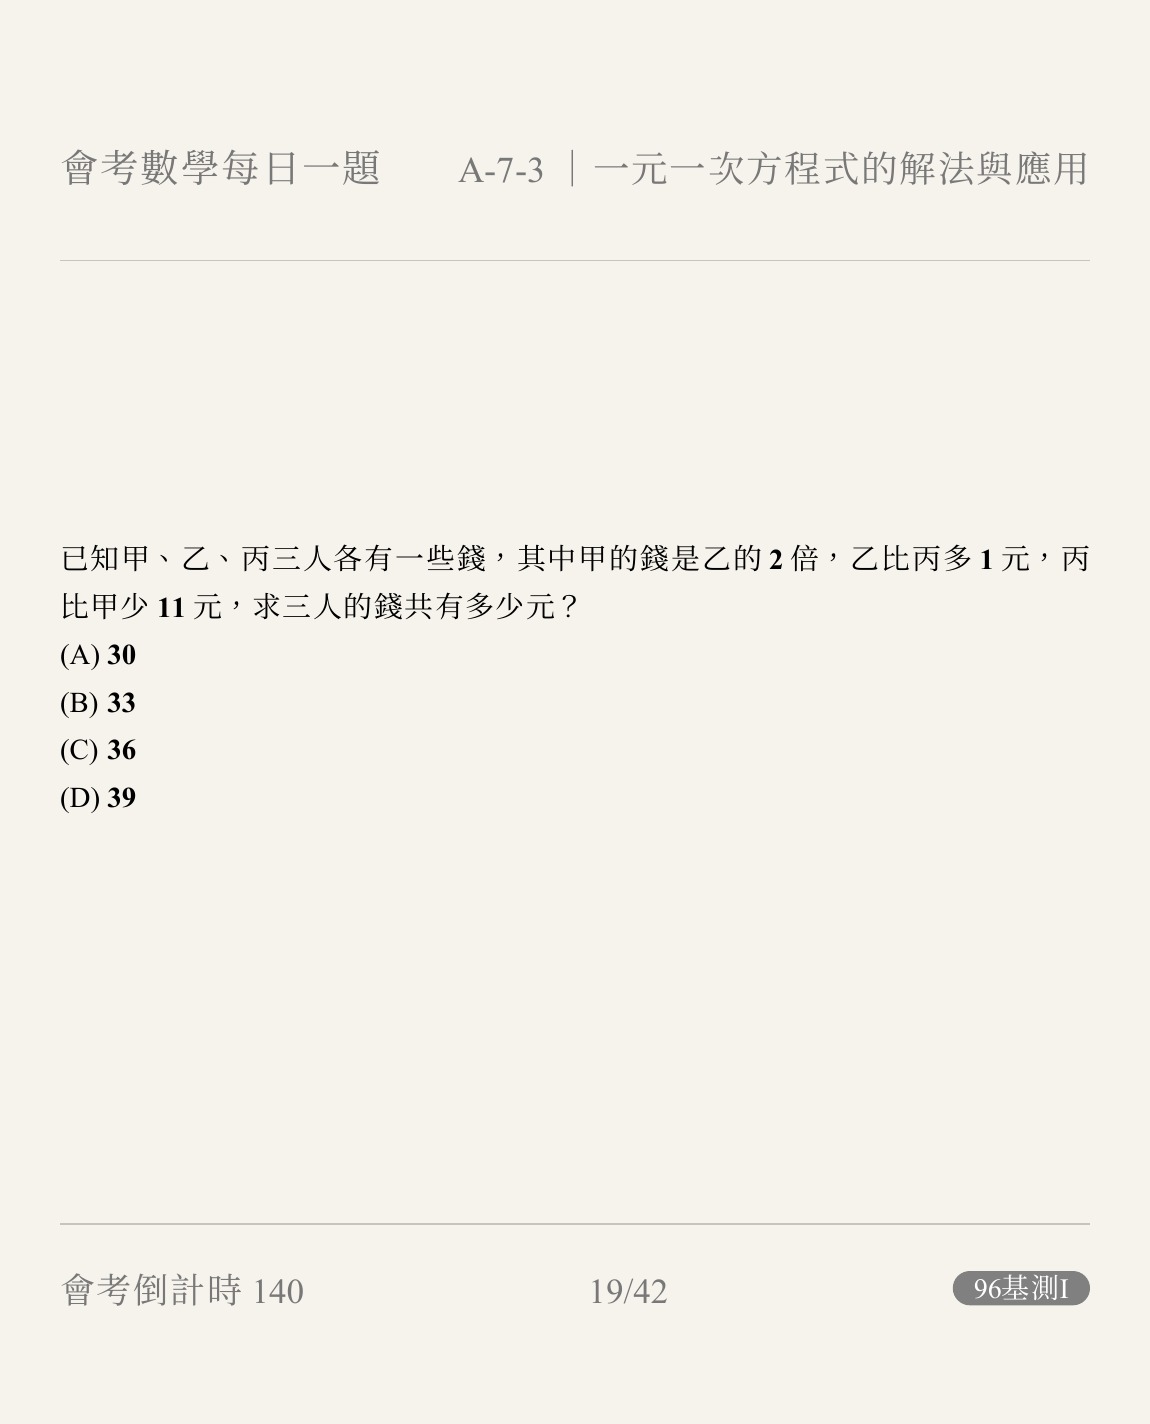 會考數學每日一題 A-7-3｜一元一次方程式的解法與應用
已知甲、乙、丙三人各有一些錢，其中甲的錢是乙的 2 倍，乙比丙多 1 元，丙
比甲少 11 元，求三人的錢共有多少元？
(A) 30
(B) 33
(C) 36
(D) 39
會考倒計時 140 19/42 96基測I